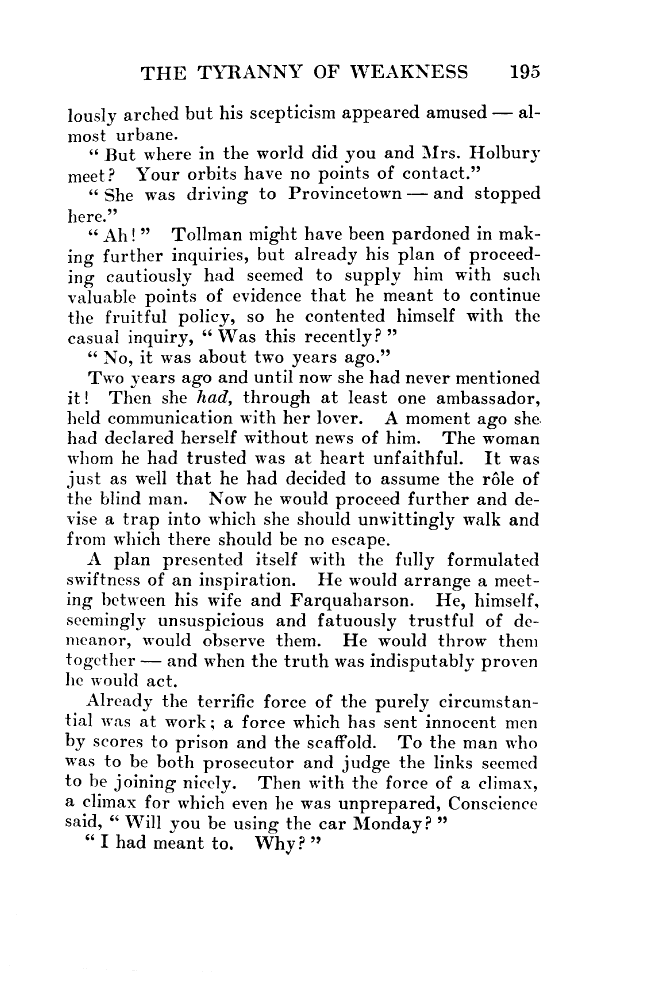 THE TYRANNY OF WEAKNESS 195
lously arched but his scepticism appeared amused — al-
most urbane.
“ But where in the world did you and Mrs. Holbury
meet? Your orbits have no points of contact.”
“ She was driving to Provincetown — and stopped
here.”
“ Ah! ” Tollman might have been pardoned in mak-
ing further inquiries, but already his plan of proceed-
ing cautiously had seemed to supply him with such
valuable points of evidence that he meant to continue
the fruitful policy, so he contented himself with the
casual inquiry, “ Was this recently? ”
“ No, it was about two years ago.”
Two years ago and until now she had never mentioned
it! Then she had, through at least one ambassador,
held communication with her lover. A moment ago she
had declared herself without news of him. The woman
whom he had trusted was at heart unfaithful. It was
just as well that he had decided to assume the rôle of
the blind man. Now he would proceed further and de-
vise a trap into which she should unwittingly walk and
from which there should be no escape.
A plan presented itself with the fully formulated
swiftness of an inspiration. He would arrange a meet-
ing between his wife and Farquaharson. He, himself,
seemingly unsuspicious and fatuously trustful of de-
meanor, would observe them. He would throw them
together — and when the truth was indisputably proven
he would act.
Already the terrific force of the purely circumstan-
tial was at work; a force which has sent innocent men
by scores to prison and the scaffold. To the man who
was to be both prosecutor and judge the links seemed
to be joining nicely. Then with the force of a climax,
a climax for which even he was unprepared, Conscience
said, “ Will you be using the car Monday? ”
“ I had meant to. Why? ”